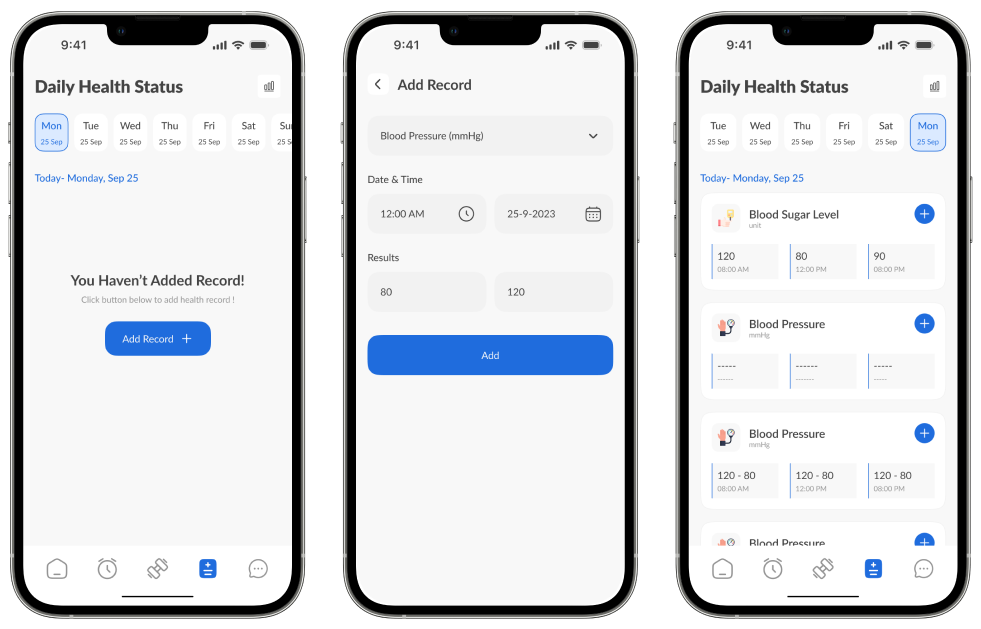 9:41
Daily Health Status
Mon Tue Wed Thu Fri Sat Sun
25 Sep 25 Sep 25 Sep 25 Sep 25 Sep 25 Sep 25 S
Today- Monday, Sep 25
You Haven't Added Record!
Click button below to add health record !
Add Record +
9:41
Add Record
Blood Pressure (mmHg)
Date & Time
12:00 AM 25-9-2023
Results
80 120
Add
9:41
Daily Health Status
Tue Wed Thu Fri Sat Mon
25 Sep 25 Sep 25 Sep 25 Sep 25 Sep 25 Sep
Today- Monday, Sep 25
Blood Sugar Level
unit
120 80 90
08:00 AM 12:00 PM 08:00 PM
Blood Pressure
mmHg
----- ------ -----
------ ------- -----
Blood Pressure
mmHg
120 - 80 120 - 80 120 - 80
08:00 AM 12:00 PM 08:00 PM
Blood Pressure